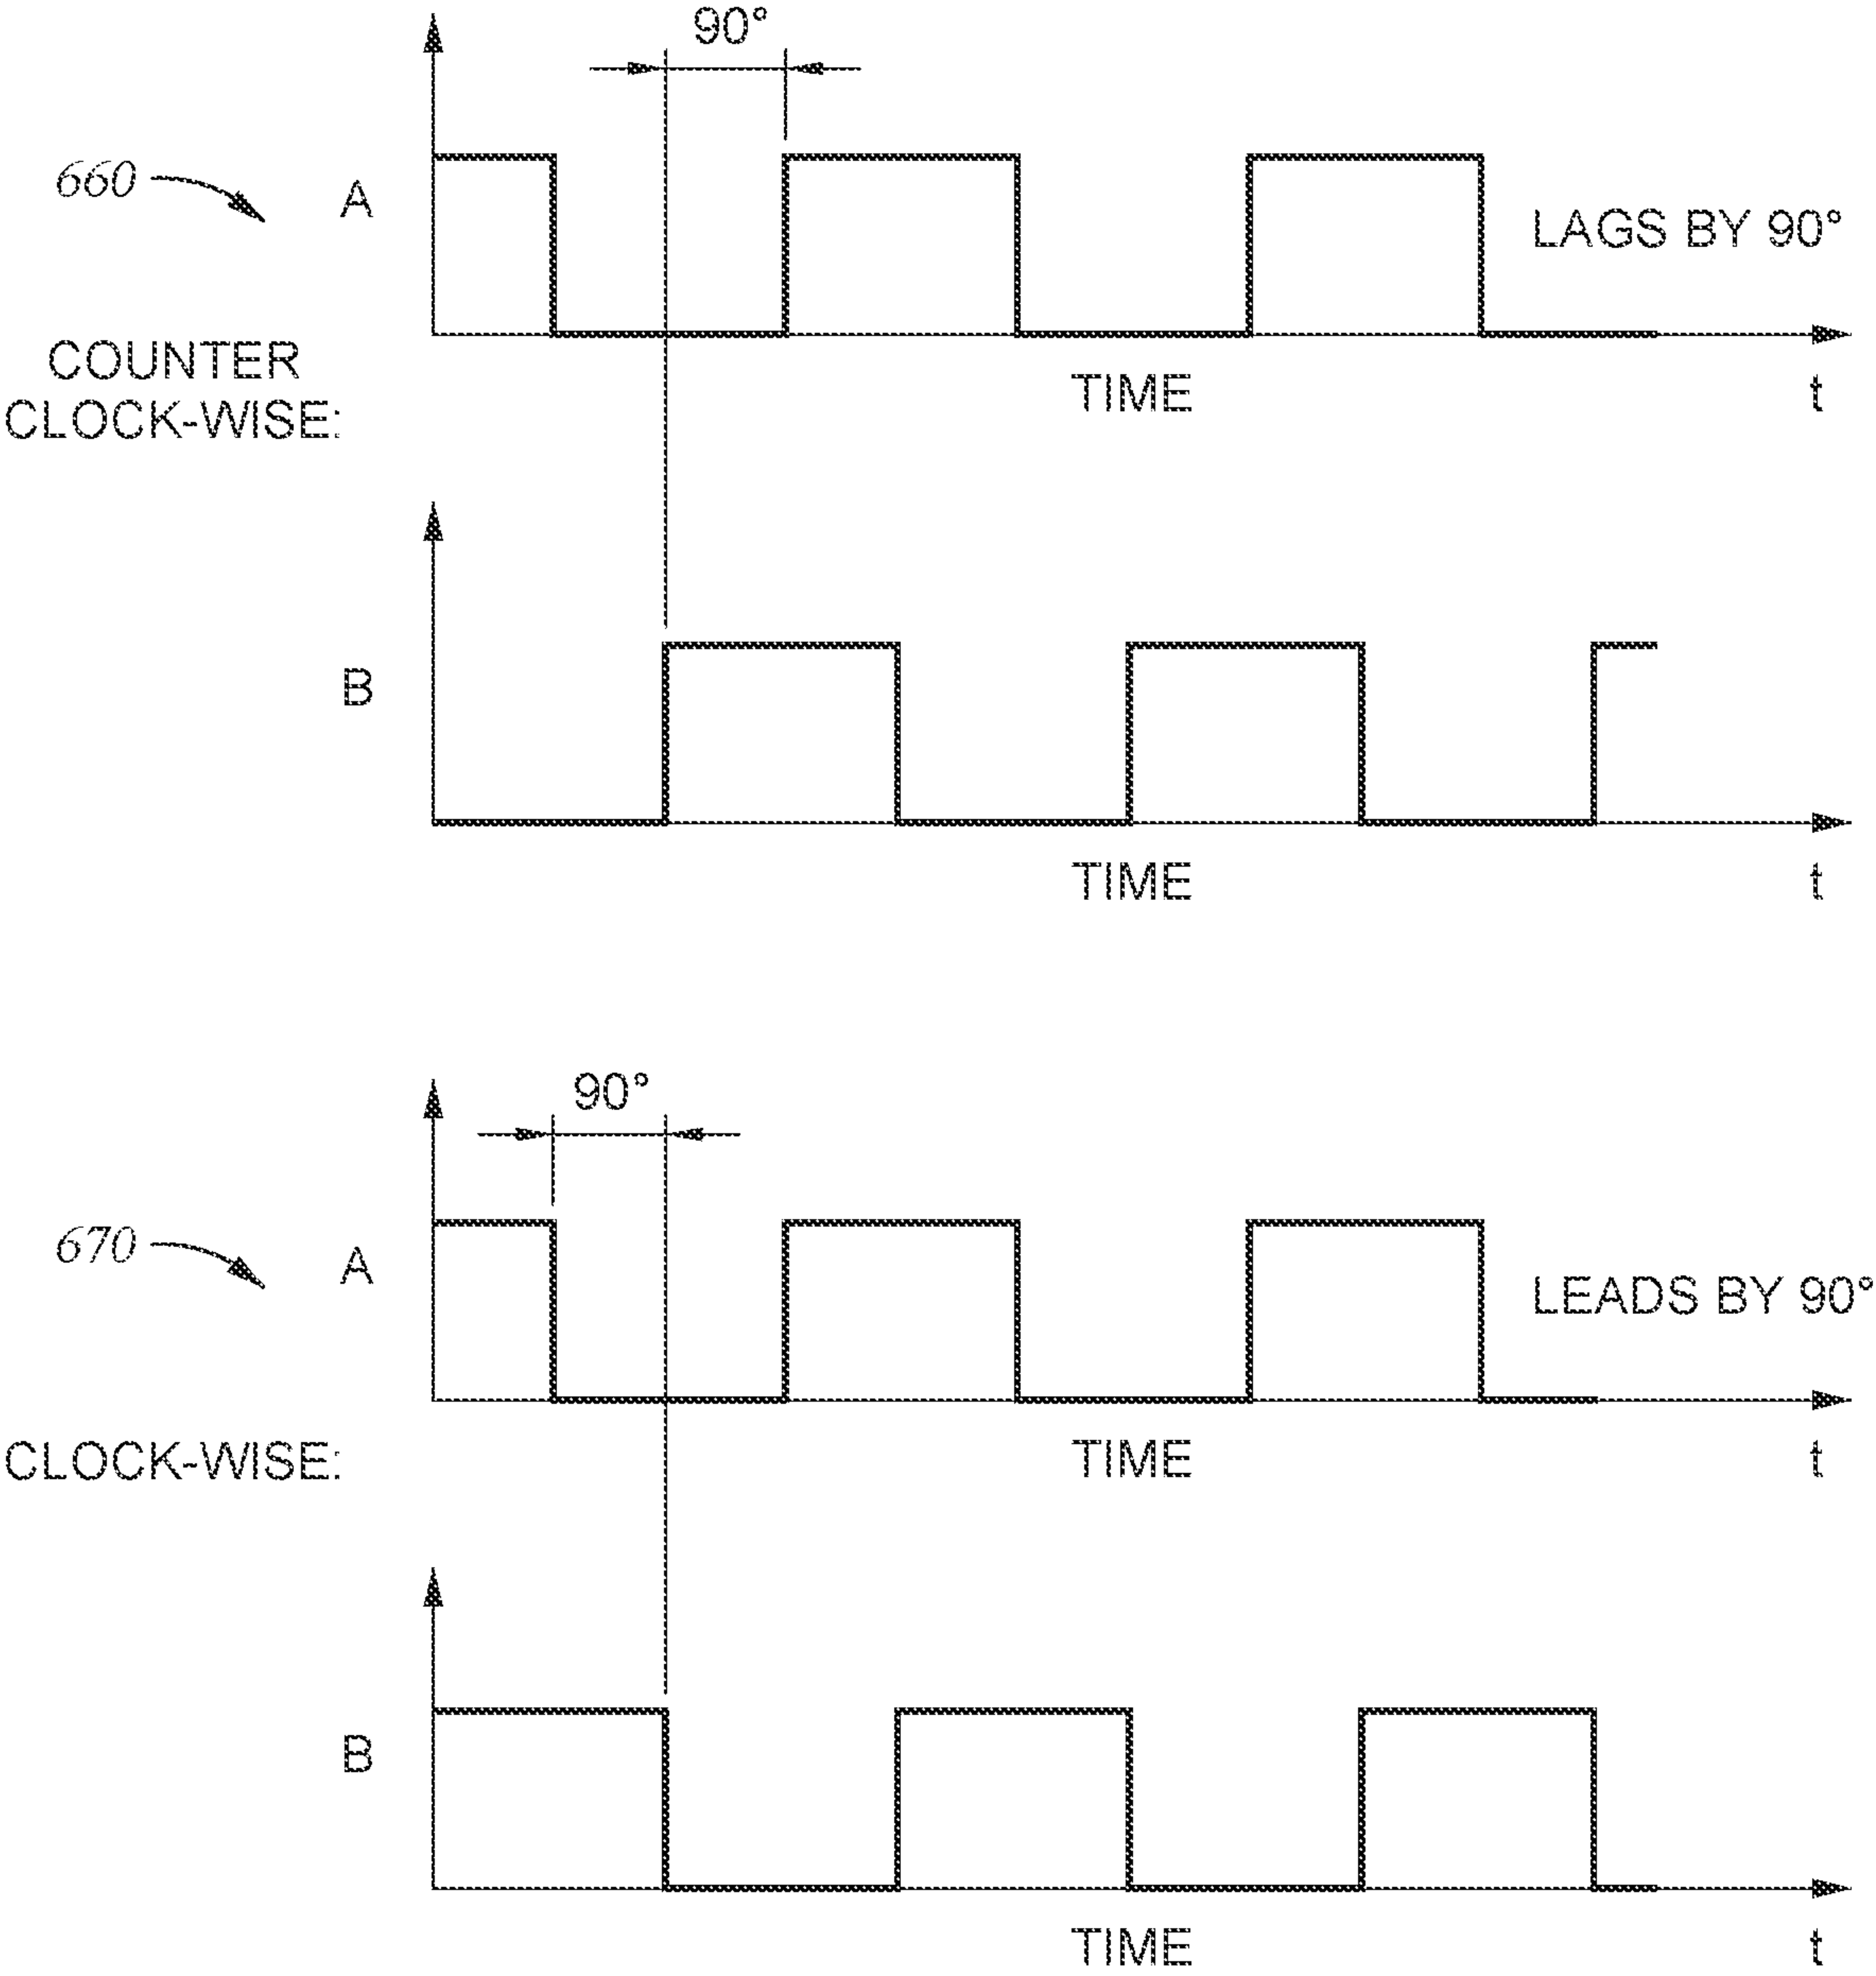 90°
660
A
LAGS BY 90°
COUNTER
CLOCK-WISE:
TIME
t
B
TIME
t
90°
670
A
LEADS BY 90°
CLOCK-WISE:
TIME
t
B
TIME
t